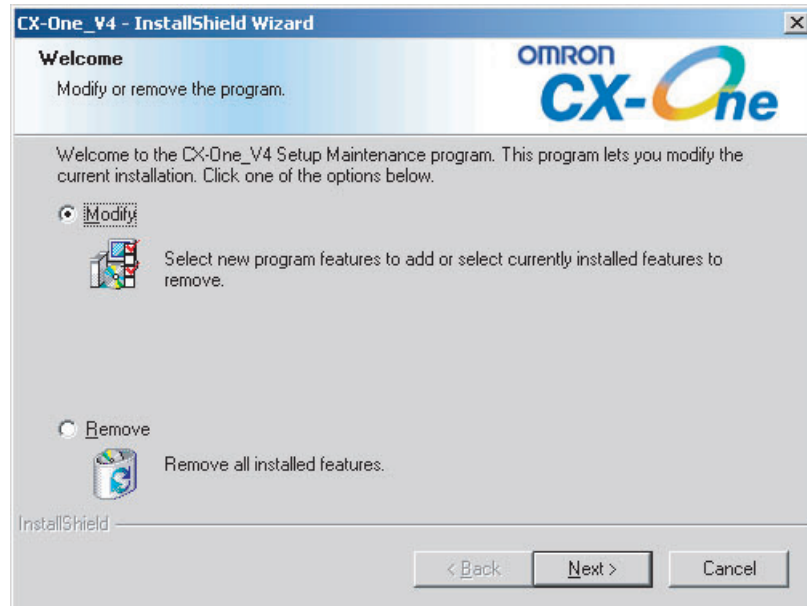 CX-One_V4 - InstallShield Wizard
Welcome
Modify or remove the program.
OMRON
CX-One
Welcome to the CX-One_V4 Setup Maintenance program. This program lets you modify the
current installation. Click one of the options below.
Modify
Select new program features to add or select currently installed features to
remove.
Remove
Remove all installed features.
InstallShield
< Back
Next >
Cancel